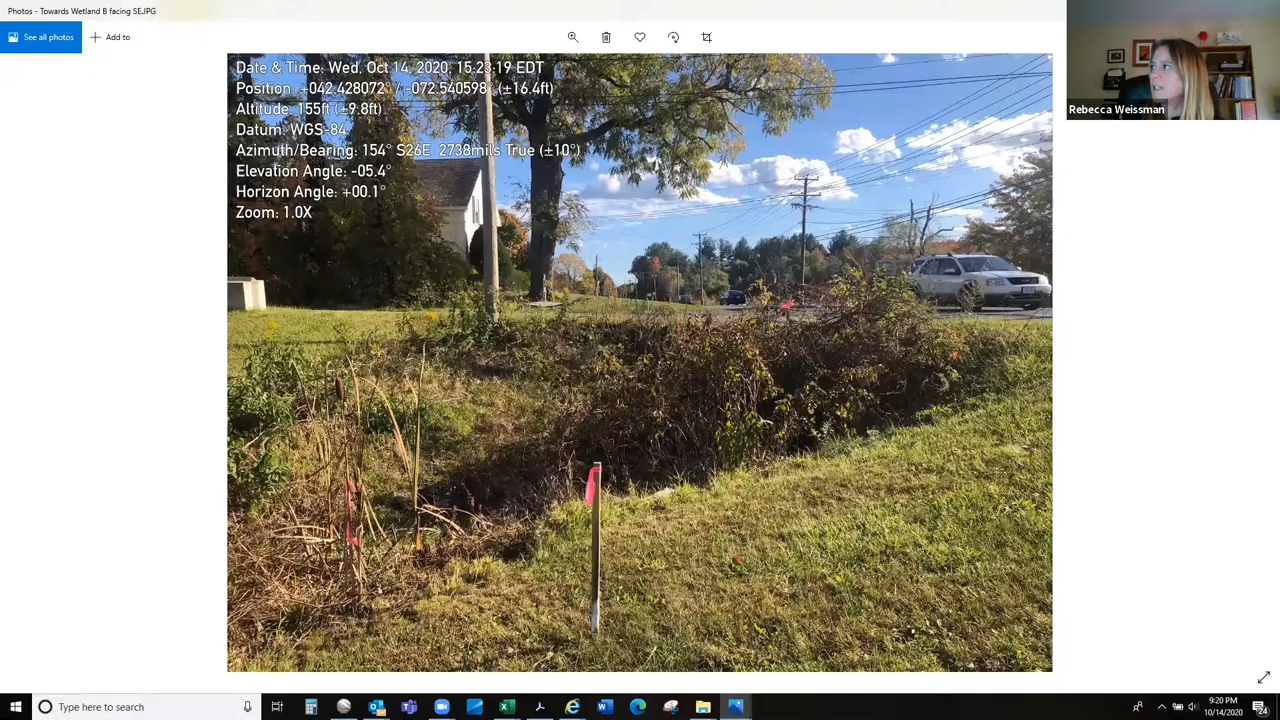 Photos - Towards Wetland B facing SE.JPG
See all photos
Add to
Date & Time: Wed, Oct 14, 2020, 15:23:19 EDT
Position: +042.428072° / -072.540598° (±16.4ft)
Altitude: 155ft (±9.8ft)
Datum: WGS-84
Azimuth/Bearing: 154° S26E 2738mils True (±10°)
Elevation Angle: -05.4°
Horizon Angle: +00.1°
Zoom: 1.0X
Rebecca Weissman
Type here to search
9:20 PM
10/14/2020
24